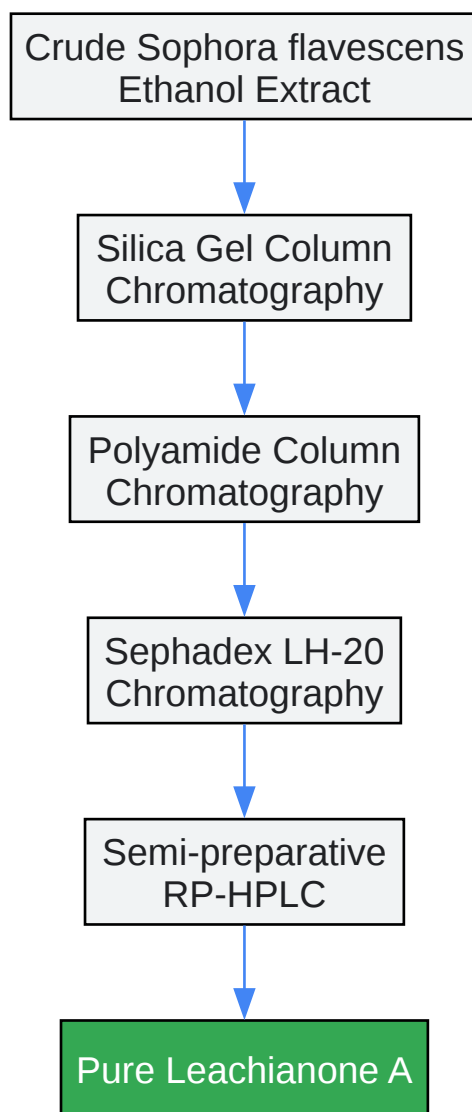 Crude Sophora flavescens
Ethanol Extract
Silica Gel Column
Chromatography
Polyamide Column
Chromatography
Sephadex LH-20
Chromatography
Semi-preparative
RP-HPLC
Pure Leachianone A